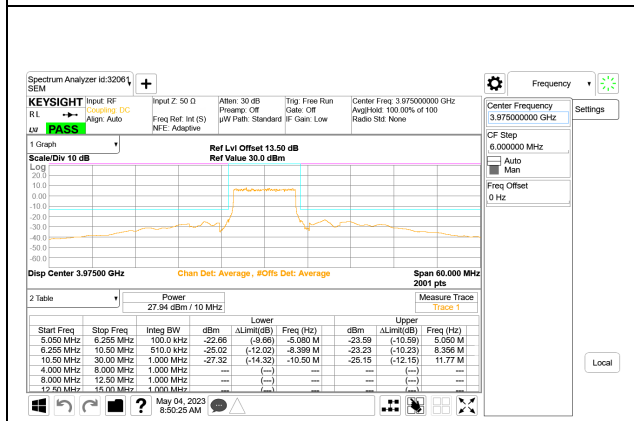 Spectrum Analyzer id:32061
SEM
+
Frequency
KEYSIGHT Input: RF Input Z: 50 Ω Atten: 30 dB Trig: Free Run Center Freq: 3.975000000 GHz
RL Coupling: DC Preamp: Off Gate: Off Avg|Hold: 100.00% of 100
Align: Auto Freq Ref: Int (S) µW Path: Standard IF Gain: Low Radio Std: None
LXI PASS NFE: Adaptive
Center Frequency
3.975000000 GHz
Settings
CF Step
6.000000 MHz
Auto
Man
Freq Offset
0 Hz
Local
1 Graph
Ref Lvl Offset 13.50 dB
Scale/Div 10 dB Ref Value 30.0 dBm
Log
20.0
10.0
0.00
-10.0
-20.0
-30.0
-40.0
-50.0
-60.0
Disp Center 3.97500 GHz Chan Det: Average , #Offs Det: Average Span 60.000 MHz
2001 pts
2 Table Power Measure Trace
27.94 dBm / 10 MHz Trace 1
Lower Upper
Start Freq Stop Freq Integ BW dBm ΔLimit(dB) Freq (Hz) dBm ΔLimit(dB) Freq (Hz)
5.050 MHz 6.255 MHz 100.0 kHz -22.66 (-9.66) -5.080 M -23.59 (-10.59) 5.050 M
6.255 MHz 10.50 MHz 510.0 kHz -25.02 (-12.02) -8.399 M -23.23 (-10.23) 8.356 M
10.50 MHz 30.00 MHz 1.000 MHz -27.32 (-14.32) -10.50 M -25.15 (-12.15) 11.77 M
4.000 MHz 8.000 MHz 1.000 MHz --- (---) --- --- (---) ---
8.000 MHz 12.50 MHz 1.000 MHz --- (---) --- --- (---) ---
12.50 MHz 15.00 MHz 1.000 MHz --- (---) --- --- (---) ---
? May 04, 2023
8:50:25 AM